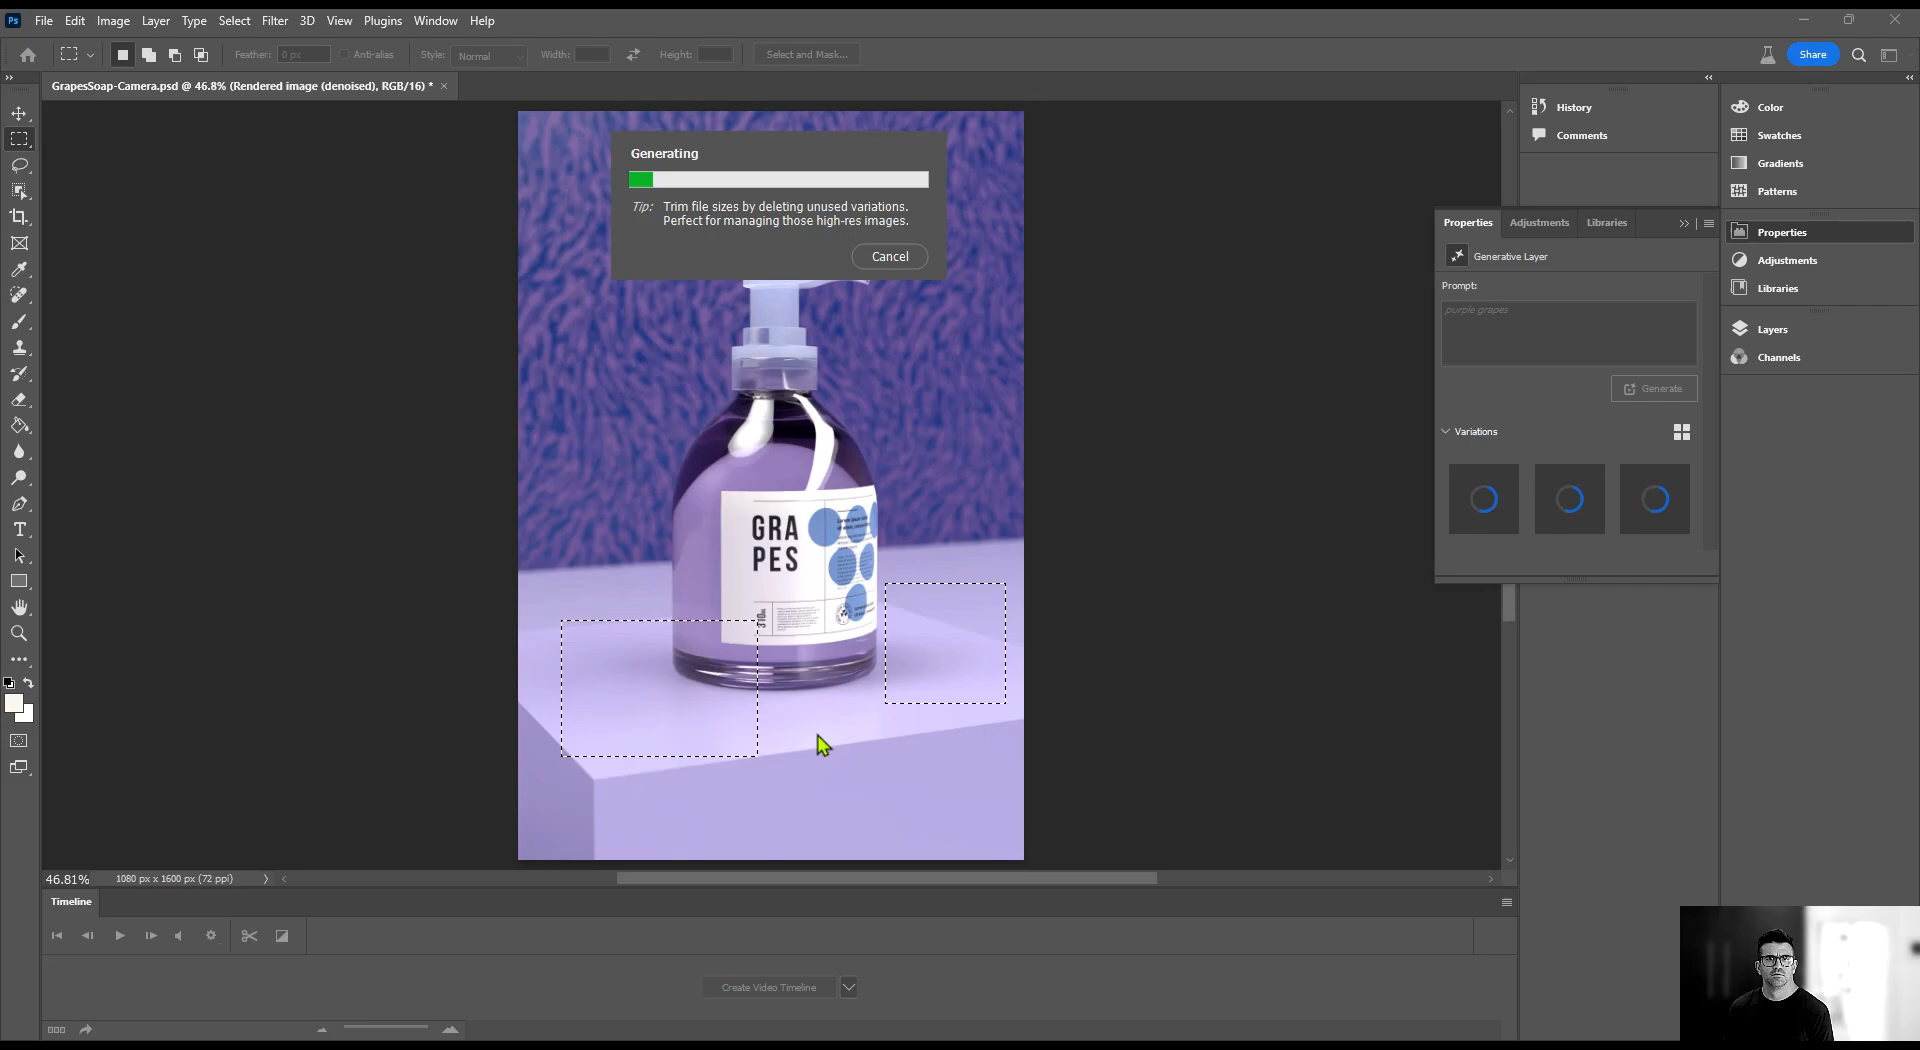 Ps File Edit Image Layer Type Select Filter 3D View Plugins Window Help
Feather: 0 px Anti-alias Style: Normal Width: Height: Select and Mask... Share
GrapesSoap-Camera.psd @ 46.8% (Rendered image (denoised), RGB/16) * ×
Generating
Tip: Trim file sizes by deleting unused variations.
Perfect for managing those high-res images.
Cancel
GRA
PES
310
History
Comments
Properties Adjustments Libraries
Generative Layer
Prompt:
purple grapes
Generate
Variations
Color
Swatches
Gradients
Patterns
Properties
Adjustments
Libraries
Layers
Channels
46.81% 1080 px x 1600 px (72 ppi)
Timeline
Create Video Timeline